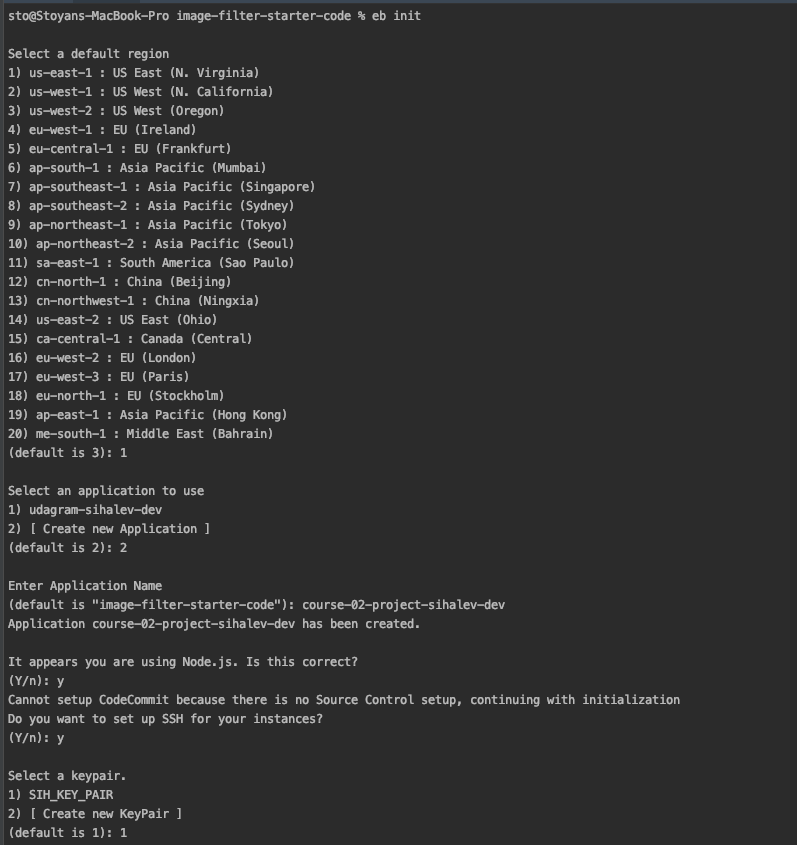 sto@Stoyans-MacBook-Pro image-filter-starter-code % eb init
Select a default region
1) us-east-1 : US East (N. Virginia)
2) us-west-1 : US West (N. California)
3) us-west-2 : US West (Oregon)
4) eu-west-1 : EU (Ireland)
5) eu-central-1 : EU (Frankfurt)
6) ap-south-1 : Asia Pacific (Mumbai)
7) ap-southeast-1 : Asia Pacific (Singapore)
8) ap-southeast-2 : Asia Pacific (Sydney)
9) ap-northeast-1 : Asia Pacific (Tokyo)
10) ap-northeast-2 : Asia Pacific (Seoul)
11) sa-east-1 : South America (Sao Paulo)
12) cn-north-1 : China (Beijing)
13) cn-northwest-1 : China (Ningxia)
14) us-east-2 : US East (Ohio)
15) ca-central-1 : Canada (Central)
16) eu-west-2 : EU (London)
17) eu-west-3 : EU (Paris)
18) eu-north-1 : EU (Stockholm)
19) ap-east-1 : Asia Pacific (Hong Kong)
20) me-south-1 : Middle East (Bahrain)
(default is 3): 1
Select an application to use
1) udagram-sihalev-dev
2) [ Create new Application ]
(default is 2): 2
Enter Application Name
(default is "image-filter-starter-code"): course-02-project-sihalev-dev
Application course-02-project-sihalev-dev has been created.
It appears you are using Node.js. Is this correct?
(Y/n): y
Cannot setup CodeCommit because there is no Source Control setup, continuing with initialization
Do you want to set up SSH for your instances?
(Y/n): y
Select a keypair.
1) SIH_KEY_PAIR
2) [ Create new KeyPair ]
(default is 1): 1